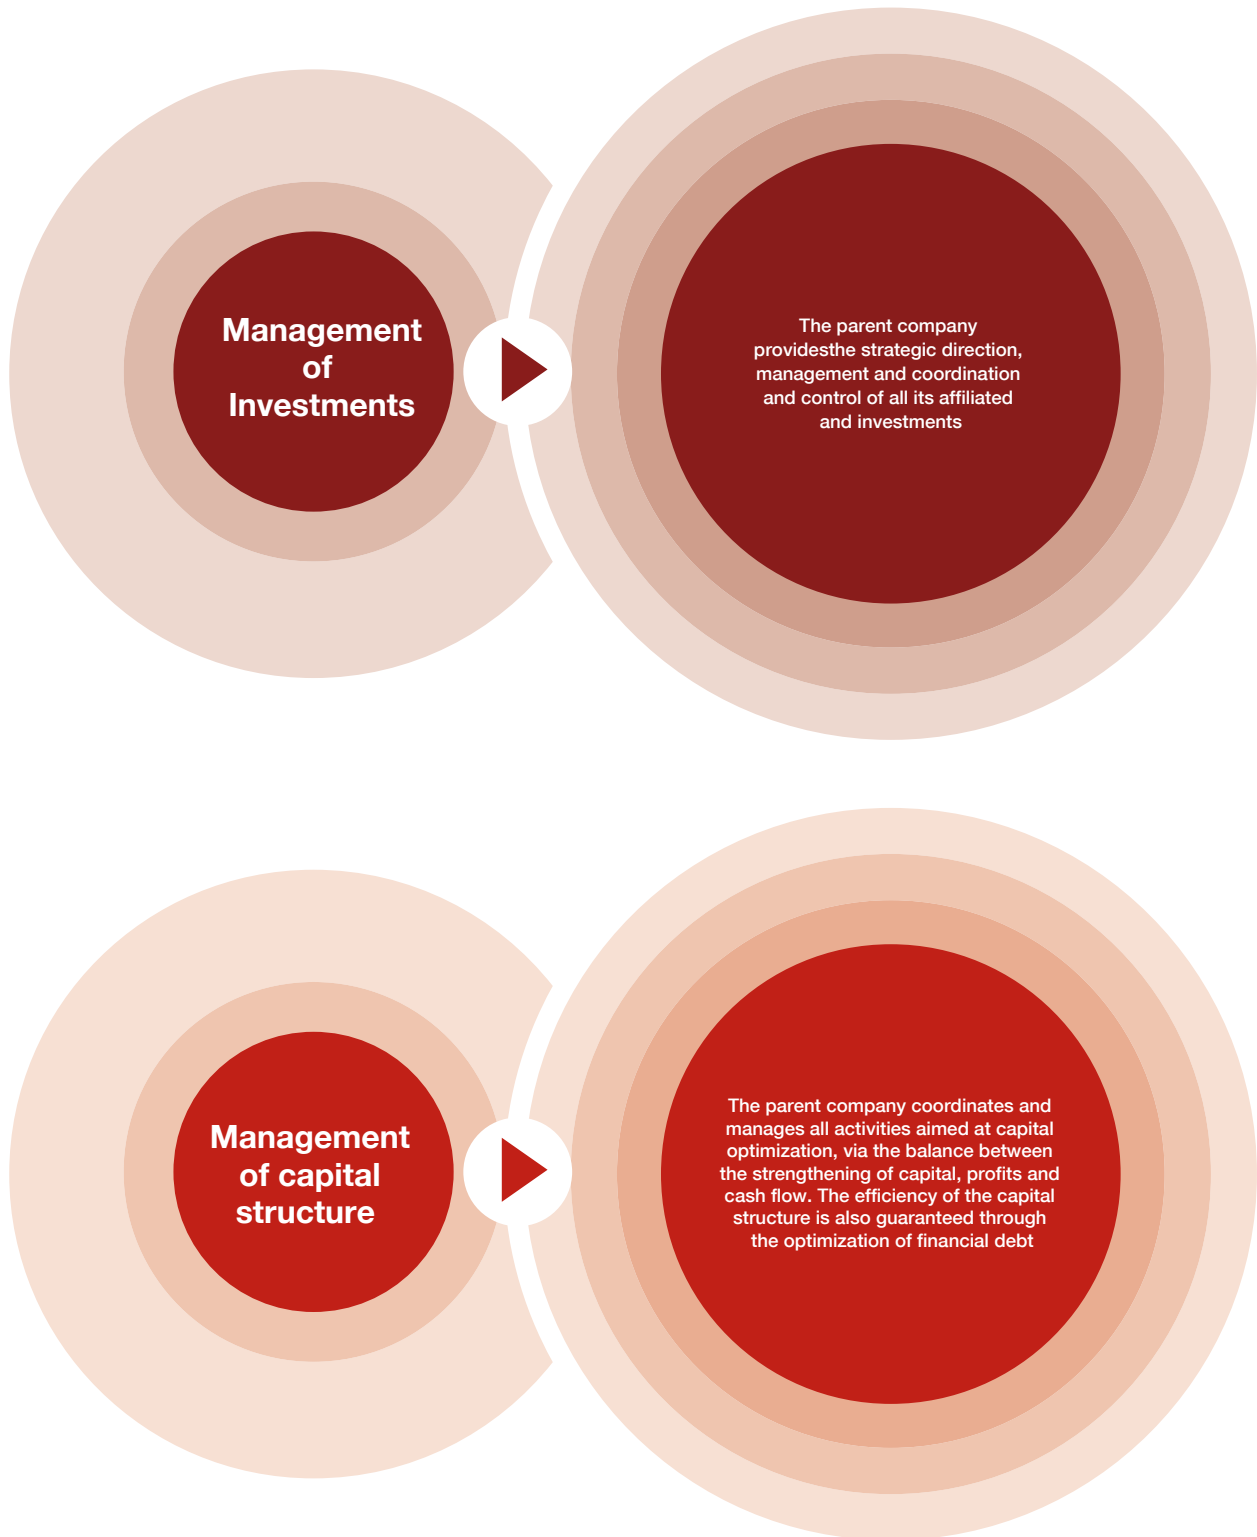 Management
of
Investments
The parent company
providesthe strategic direction,
management and coordination
and control of all its affiliated
and investments
Management
of capital
structure
The parent company coordinates and
manages all activities aimed at capital
optimization, via the balance between
the strengthening of capital, profits and
cash flow. The efficiency of the capital
structure is also guaranteed through
the optimization of financial debt